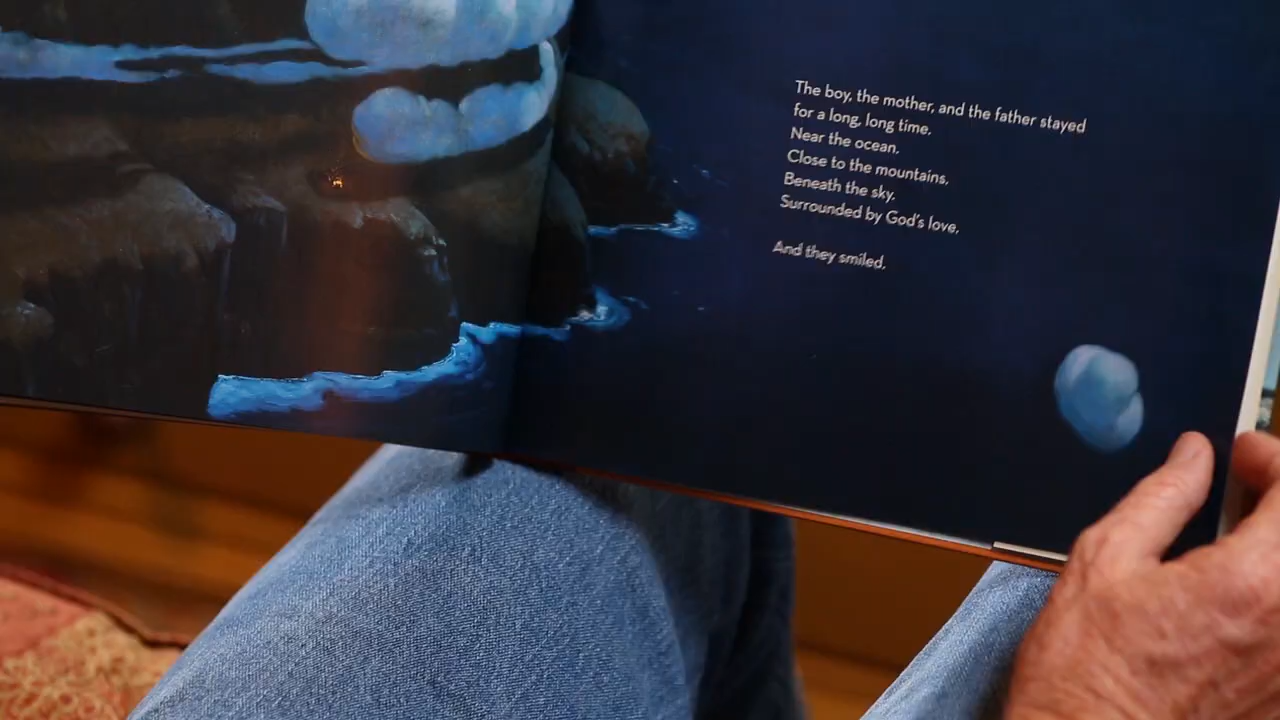 The boy, the mother, and the father stayed
for a long, long time.
Near the ocean.
Close to the mountains.
Beneath the sky.
Surrounded by God's love.
And they smiled.